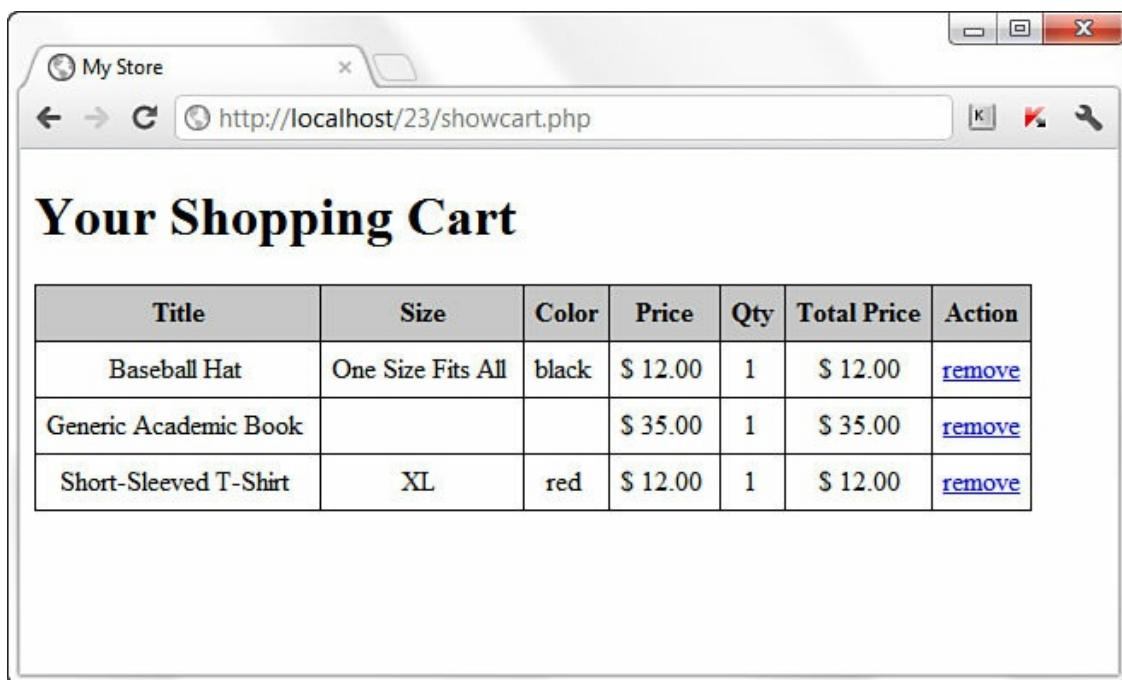 My Store
http://localhost/23/showcart.php
K
Your Shopping Cart
Title Size Color Price Qty Total Price Action
Baseball Hat One Size Fits All black $ 12.00 1 $ 12.00 remove
Generic Academic Book $ 35.00 1 $ 35.00 remove
Short-Sleeved T-Shirt XL red $ 12.00 1 $ 12.00 remove